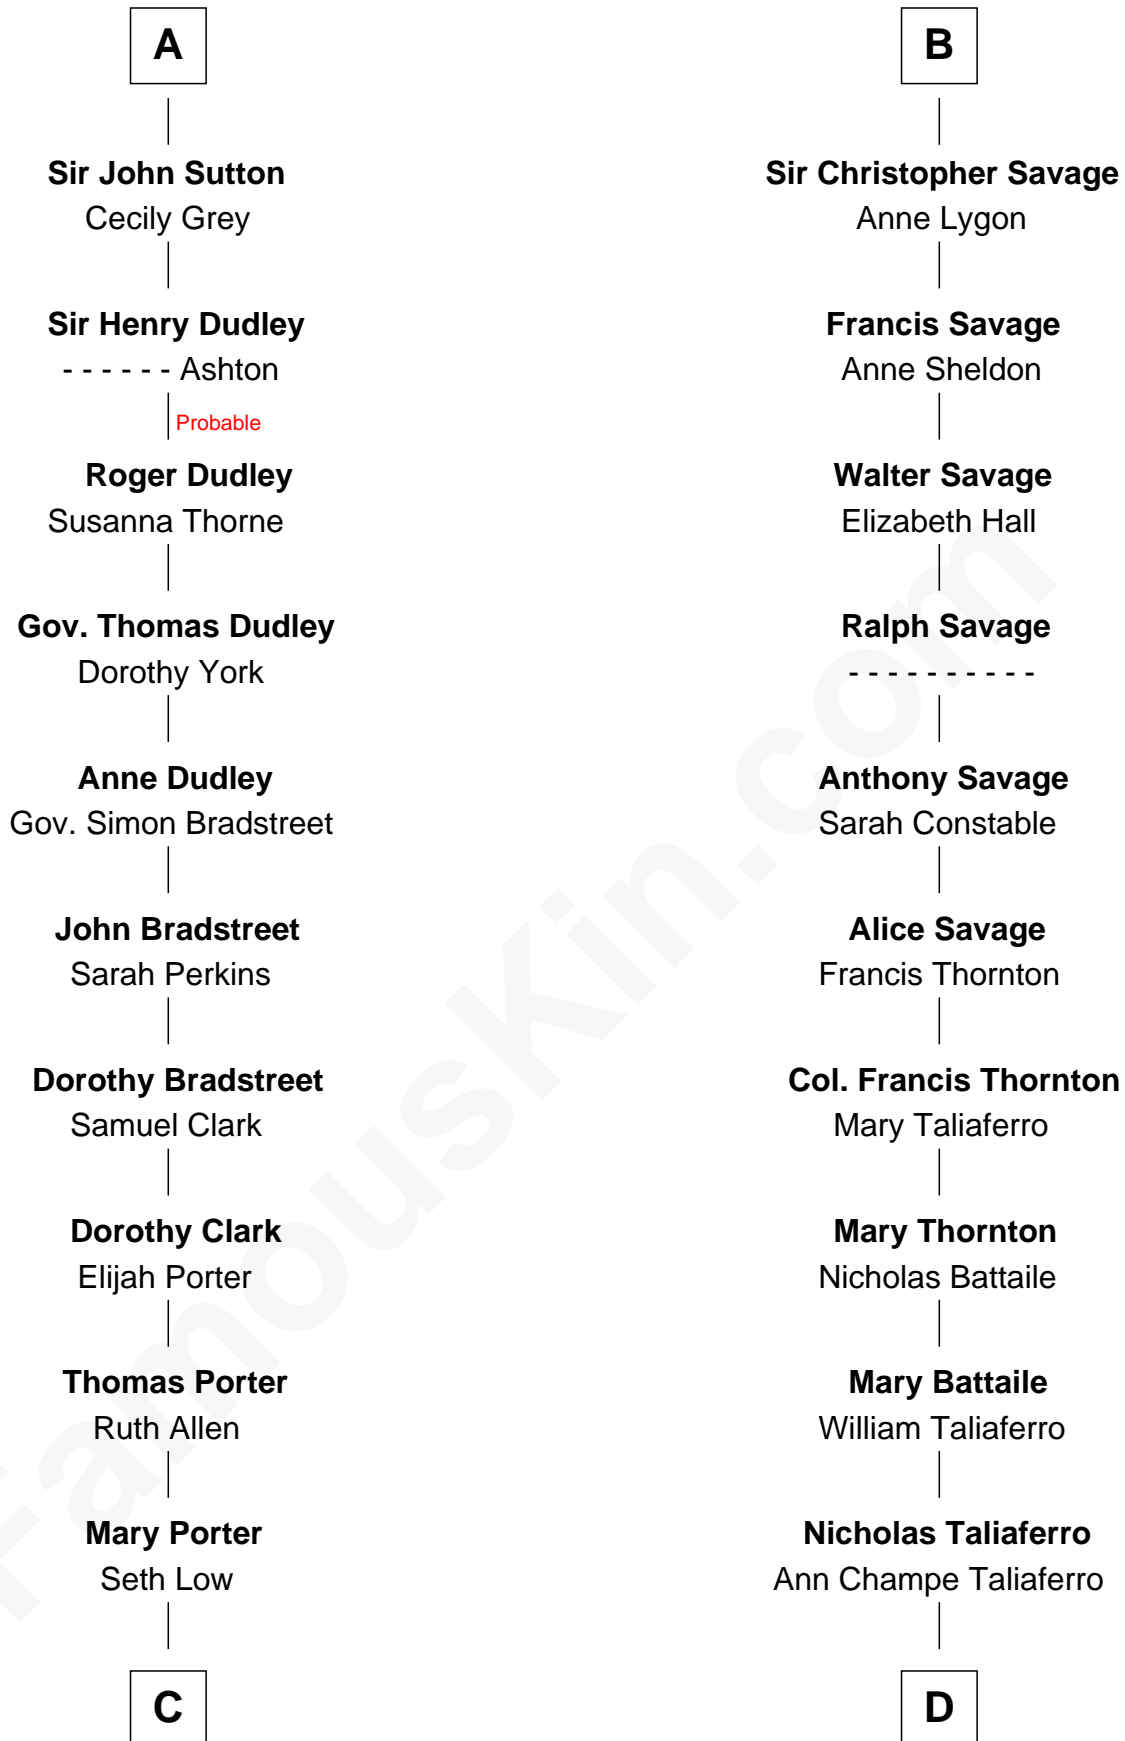 A
Sir John Sutton
Cecily Grey
Sir Henry Dudley
- - - - - - Ashton
Probable
Roger Dudley
Susanna Thorne
Gov. Thomas Dudley
Dorothy York
Anne Dudley
Gov. Simon Bradstreet
John Bradstreet
Sarah Perkins
Dorothy Bradstreet
Samuel Clark
Dorothy Clark
Elijah Porter
Thomas Porter
Ruth Allen
Mary Porter
Seth Low
C
B
Sir Christopher Savage
Anne Lygon
Francis Savage
Anne Sheldon
Walter Savage
Elizabeth Hall
Ralph Savage
- - - - - - - - - -
Anthony Savage
Sarah Constable
Alice Savage
Francis Thornton
Col. Francis Thornton
Mary Taliaferro
Mary Thornton
Nicholas Battaile
Mary Battaile
William Taliaferro
Nicholas Taliaferro
Ann Champe Taliaferro
D
FamousKin.com